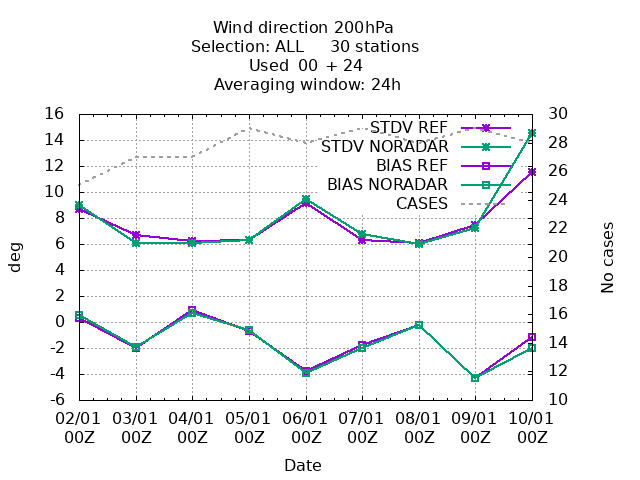 Wind direction 200hPa
Selection: ALL 30 stations
Used 00 + 24
Averaging window: 24h
16
14
12
10
8
6
4
2
0
-2
-4
-6
deg
30
28
26
24
22
20
18
16
14
12
10
No cases
STDV REF
STDV NORADAR
BIAS REF
BIAS NORADAR
CASES
02/01 03/01 04/01 05/01 06/01 07/01 08/01 09/01 10/01
00Z 00Z 00Z 00Z 00Z 00Z 00Z 00Z 00Z
Date